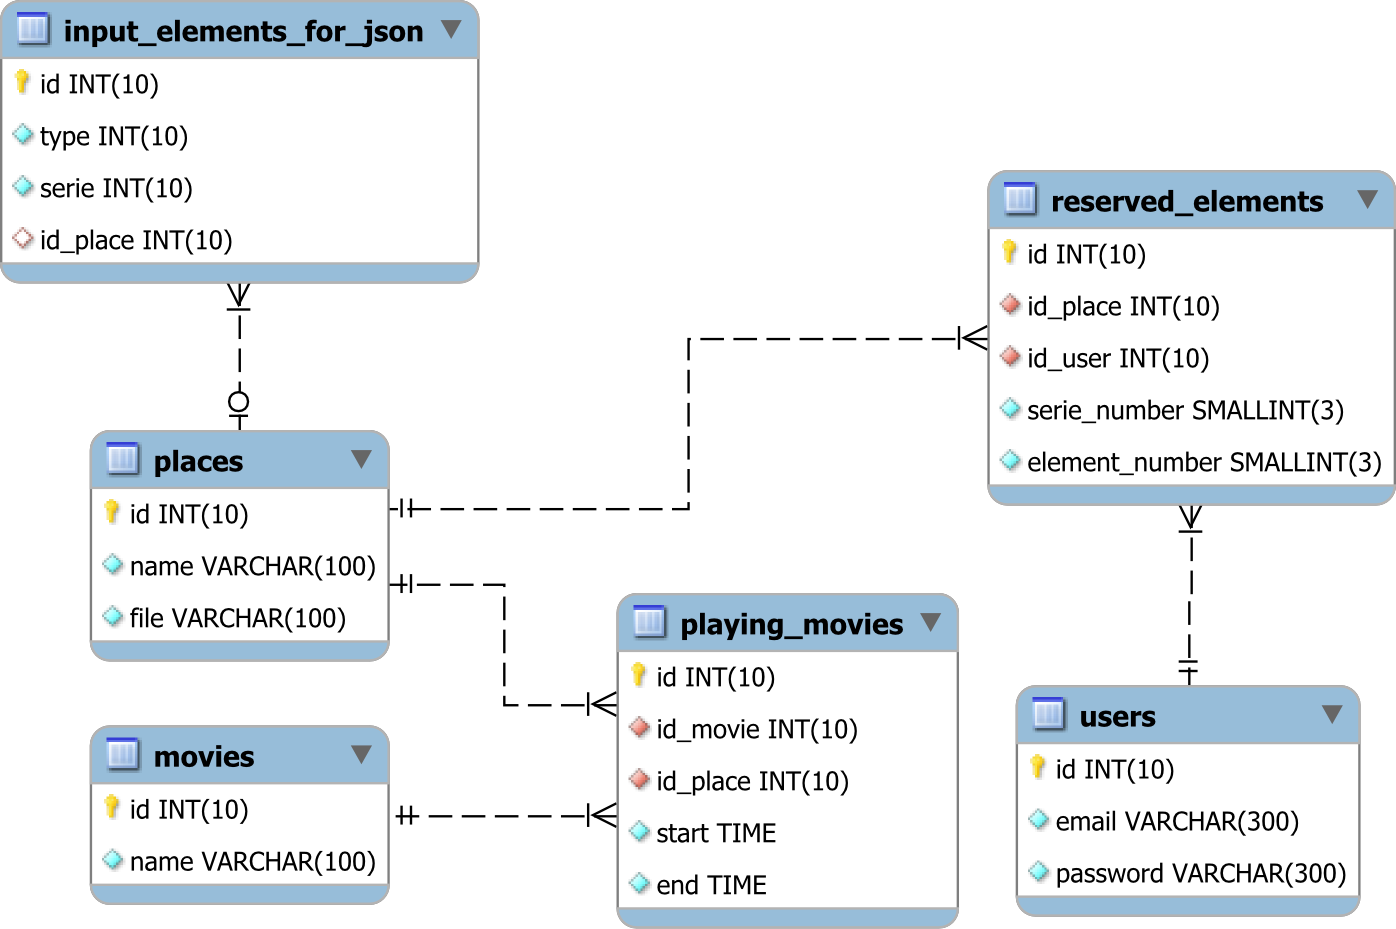 input_elements_for_json
id INT(10)
type INT(10)
serie INT(10)
id_place INT(10)
reserved_elements
id INT(10)
id_place INT(10)
id_user INT(10)
serie_number SMALLINT(3)
element_number SMALLINT(3)
places
id INT(10)
name VARCHAR(100)
file VARCHAR(100)
playing_movies
id INT(10)
id_movie INT(10)
id_place INT(10)
start TIME
end TIME
movies
id INT(10)
name VARCHAR(100)
users
id INT(10)
email VARCHAR(300)
password VARCHAR(300)